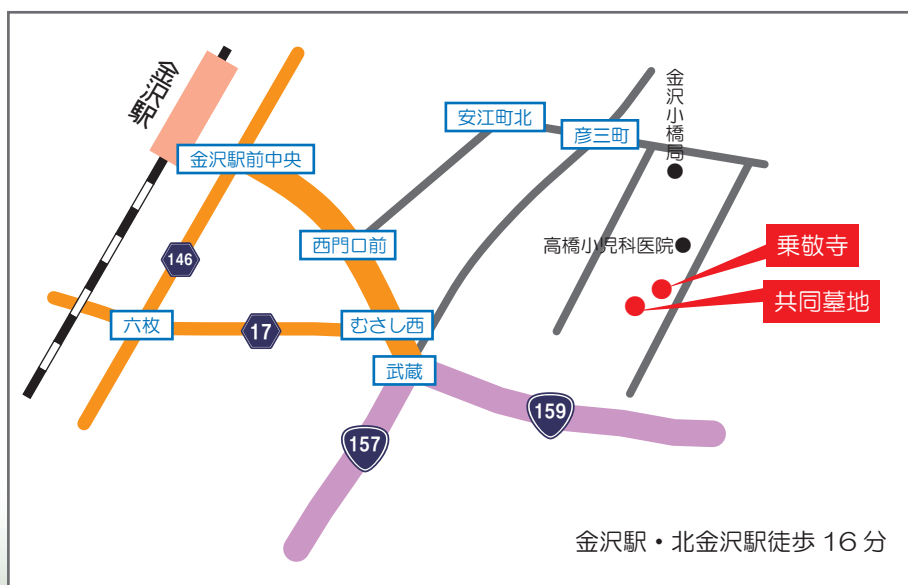 金沢駅
金沢駅前中央
安江町北
彦三町
金沢小橋局
西門口前
高橋小児科医院
乗敬寺
共同墓地
146
六枚
17
むさし西
武蔵
157
159
金沢駅・北金沢駅徒歩 16 分